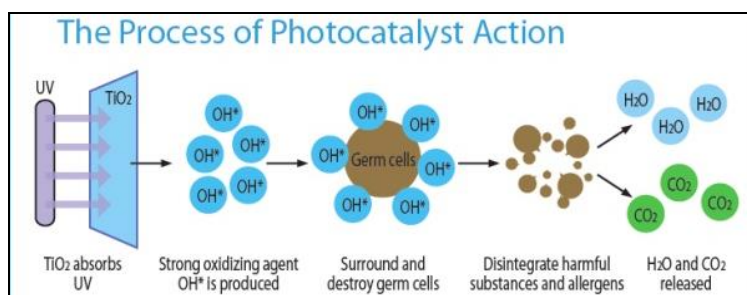 The Process of Photocatalyst Action
UV
TiO₂
OH*
OH*
OH*
OH*
OH*
OH*
OH*
OH*
OH*
OH*
OH*
OH*
Germ cells
H₂O
H₂O
H₂O
CO₂
CO₂
CO₂
TiO₂ absorbs
UV
Strong oxidizing agent
OH* is produced
Surround and
destroy germ cells
Disintegrate harmful
substances and allergens
H₂O and CO₂
released